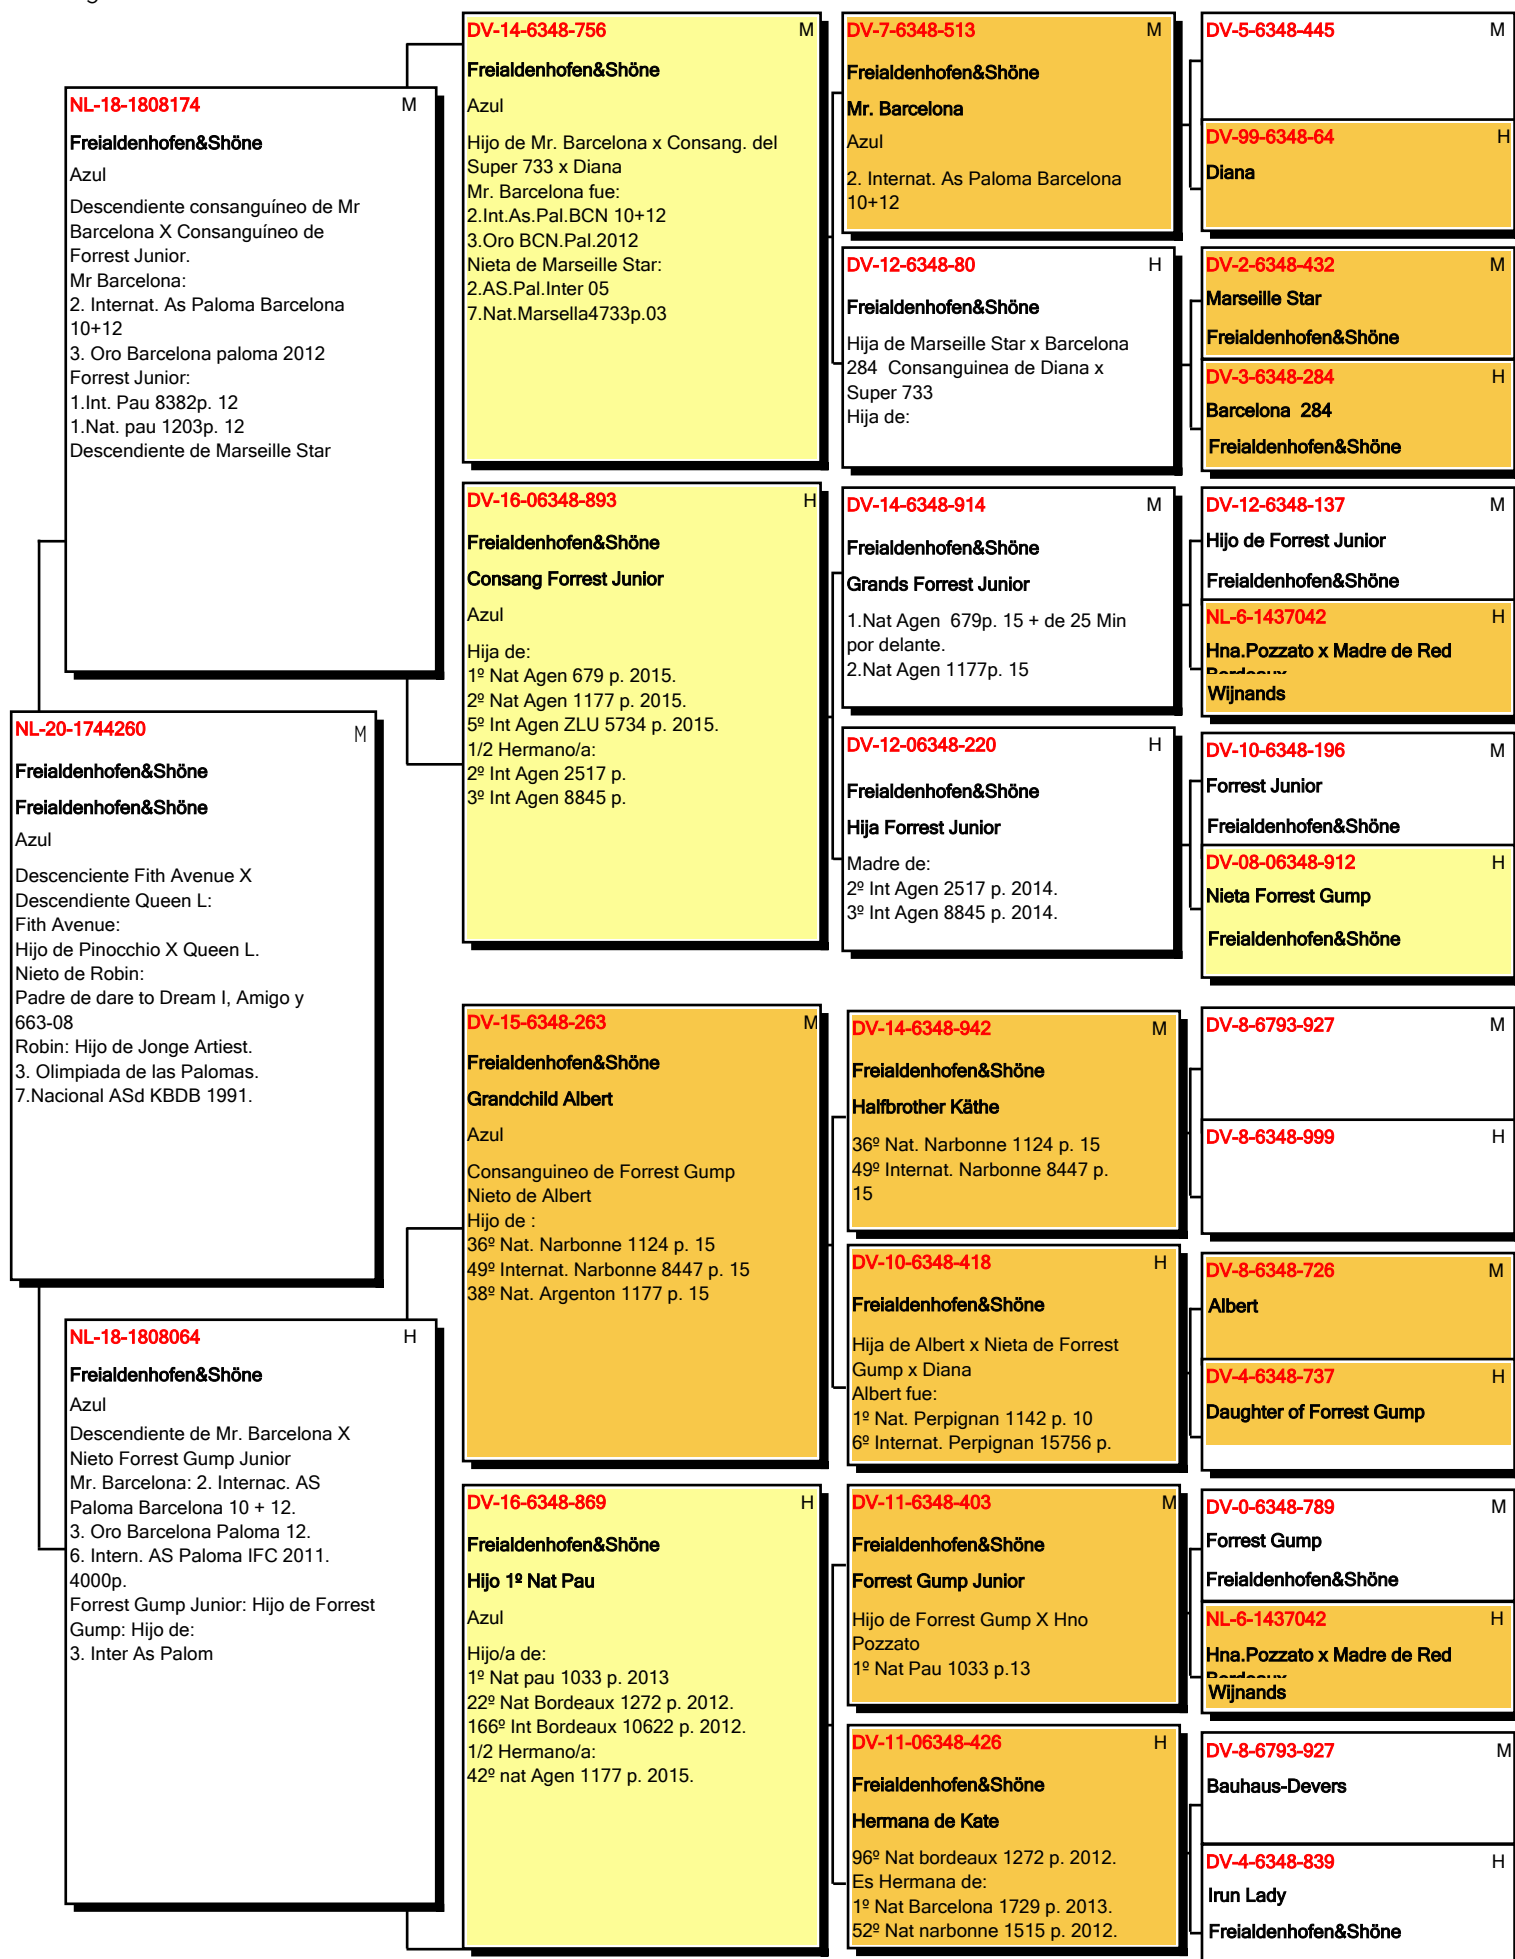 NL-20-1744260 M
Freialdenhofen&Shöne
Freialdenhofen&Shöne
Azul
Descenciente Fith Avenue X
Descendiente Queen L:
Fith Avenue:
Hijo de Pinocchio X Queen L.
Nieto de Robin:
Padre de dare to Dream I, Amigo y
663-08
Robin: Hijo de Jonge Artiest.
3. Olimpiada de las Palomas.
7.Nacional ASd KBDB 1991.
NL-18-1808174 M
Freialdenhofen&Shöne
Azul
Descendiente consanguíneo de Mr
Barcelona X Consanguíneo de
Forrest Junior.
Mr Barcelona:
2. Internat. As Paloma Barcelona
10+12
3. Oro Barcelona paloma 2012
Forrest Junior:
1.Int. Pau 8382p. 12
1.Nat. pau 1203p. 12
Descendiente de Marseille Star
NL-18-1808064 H
Freialdenhofen&Shöne
Azul
Descendiente de Mr. Barcelona X
Nieto Forrest Gump Junior
Mr. Barcelona: 2. Internac. AS
Paloma Barcelona 10 + 12.
3. Oro Barcelona Paloma 12.
6. Intern. AS Paloma IFC 2011.
4000p.
Forrest Gump Junior: Hijo de Forrest
Gump: Hijo de:
3. Inter As Palom
DV-14-6348-756 M
Freialdenhofen&Shöne
Azul
Hijo de Mr. Barcelona x Consang. del
Super 733 x Diana
Mr. Barcelona fue:
2.Int.As.Pal.BCN 10+12
3.Oro BCN.Pal.2012
Nieta de Marseille Star:
2.AS.Pal.Inter 05
7.Nat.Marsella4733p.03
DV-16-06348-893 H
Freialdenhofen&Shöne
Consang Forrest Junior
Azul
Hija de:
1º Nat Agen 679 p. 2015.
2º Nat Agen 1177 p. 2015.
5º Int Agen ZLU 5734 p. 2015.
1/2 Hermano/a:
2º Int Agen 2517 p.
3º Int Agen 8845 p.
DV-15-6348-263 M
Freialdenhofen&Shöne
Grandchild Albert
Azul
Consanguineo de Forrest Gump
Nieto de Albert
Hijo de :
36º Nat. Narbonne 1124 p. 15
49º Internat. Narbonne 8447 p. 15
38º Nat. Argenton 1177 p. 15
DV-16-6348-869 H
Freialdenhofen&Shöne
Hijo 1º Nat Pau
Azul
Hijo/a de:
1º Nat pau 1033 p. 2013
22º Nat Bordeaux 1272 p. 2012.
166º Int Bordeaux 10622 p. 2012.
1/2 Hermano/a:
42º nat Agen 1177 p. 2015.
DV-7-6348-513 M
Freialdenhofen&Shöne
Mr. Barcelona
Azul
2. Internat. As Paloma Barcelona
10+12
DV-12-6348-80 H
Freialdenhofen&Shöne
Hija de Marseille Star x Barcelona
284 Consanguinea de Diana x
Super 733
Hija de:
DV-14-6348-914 M
Freialdenhofen&Shöne
Grands Forrest Junior
1.Nat Agen 679p. 15 + de 25 Min
por delante.
2.Nat Agen 1177p. 15
DV-12-06348-220 H
Freialdenhofen&Shöne
Hija Forrest Junior
Madre de:
2º Int Agen 2517 p. 2014.
3º Int Agen 8845 p. 2014.
DV-14-6348-942 M
Freialdenhofen&Shöne
Halfbrother Käthe
36º Nat. Narbonne 1124 p. 15
49º Internat. Narbonne 8447 p.
15
DV-10-6348-418 H
Freialdenhofen&Shöne
Hija de Albert x Nieta de Forrest
Gump x Diana
Albert fue:
1º Nat. Perpignan 1142 p. 10
6º Internat. Perpignan 15756 p.
DV-11-6348-403 M
Freialdenhofen&Shöne
Forrest Gump Junior
Hijo de Forrest Gump X Hno
Pozzato
1º Nat Pau 1033 p.13
DV-11-06348-426 H
Freialdenhofen&Shöne
Hermana de Kate
96º Nat bordeaux 1272 p. 2012.
Es Hermana de:
1º Nat Barcelona 1729 p. 2013.
52º Nat narbonne 1515 p. 2012.
DV-5-6348-445 M
DV-99-6348-64 H
Diana
DV-2-6348-432 M
Marseille Star
Freialdenhofen&Shöne
DV-3-6348-284 H
Barcelona 284
Freialdenhofen&Shöne
DV-12-6348-137 M
Hijo de Forrest Junior
Freialdenhofen&Shöne
NL-6-1437042 H
Hna.Pozzato x Madre de Red
Bordeaux
Wijnands
DV-10-6348-196 M
Forrest Junior
Freialdenhofen&Shöne
DV-08-06348-912 H
Nieta Forrest Gump
Freialdenhofen&Shöne
DV-8-6793-927 M
DV-8-6348-999 H
DV-8-6348-726 M
Albert
DV-4-6348-737 H
Daughter of Forrest Gump
DV-0-6348-789 M
Forrest Gump
Freialdenhofen&Shöne
NL-6-1437042 H
Hna.Pozzato x Madre de Red
Bordeaux
Wijnands
DV-8-6793-927 M
Bauhaus-Devers
DV-4-6348-839 H
Irun Lady
Freialdenhofen&Shöne